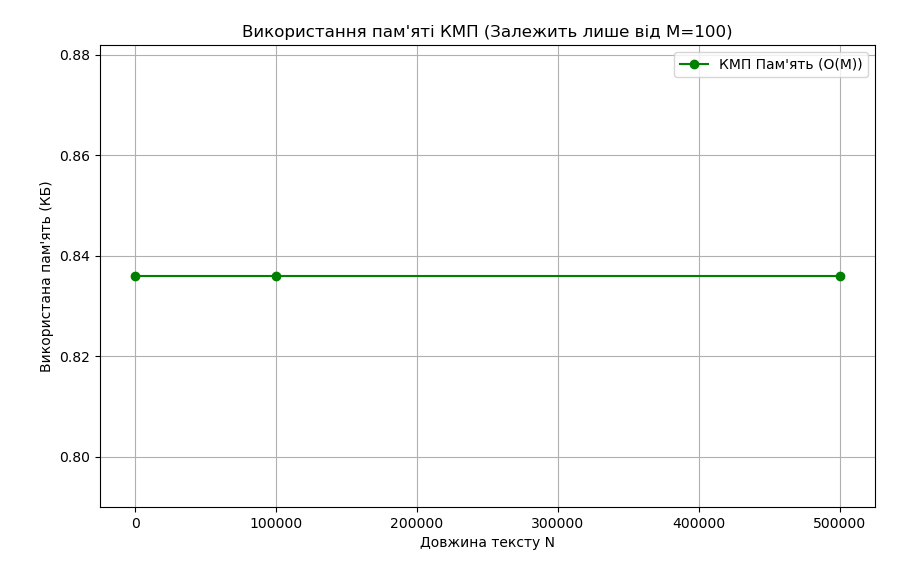 Використання пам'яті КМП (Залежить лише від M=100)
КМП Пам'ять (O(M))
Використана пам'ять (КБ)
0.88
0.86
0.84
0.82
0.80
0
100000
200000
300000
400000
500000
Довжина тексту N